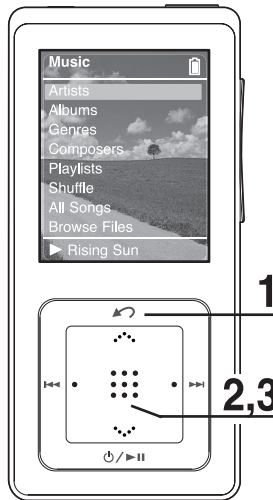 Music
Artists
Albums
Genres
Composers
Playlists
Shuffle
All Songs
Browse Files
Rising Sun
1
2,3